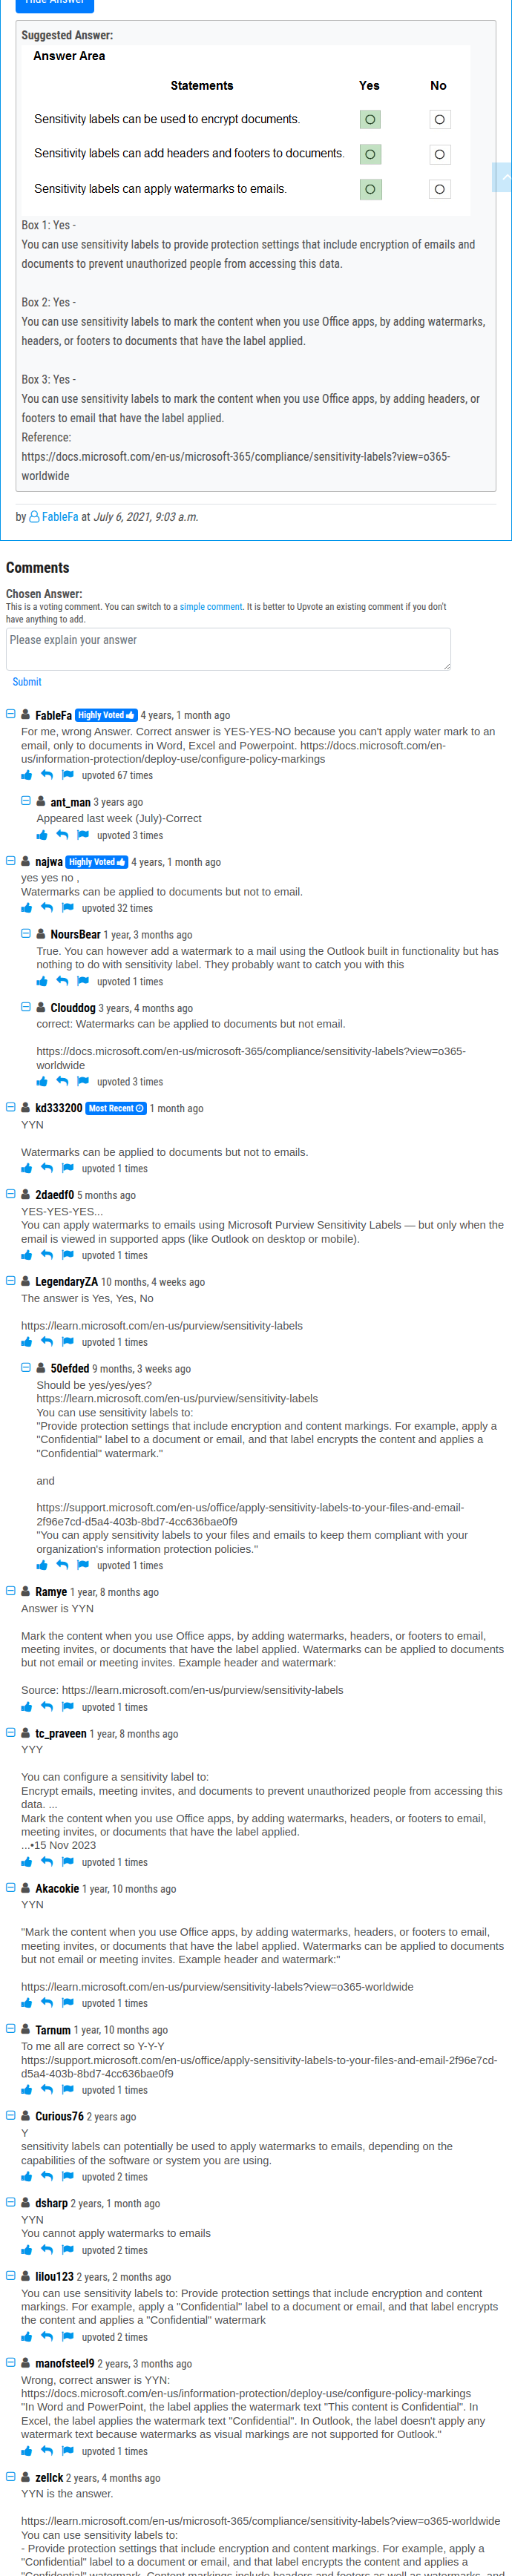 Hide Answer
Suggested Answer:
Answer Area
Statements Yes No
Sensitivity labels can be used to encrypt documents.
Sensitivity labels can add headers and footers to documents.
Sensitivity labels can apply watermarks to emails.
Box 1: Yes -
You can use sensitivity labels to provide protection settings that include encryption of emails and
documents to prevent unauthorized people from accessing this data.
Box 2: Yes -
You can use sensitivity labels to mark the content when you use Office apps, by adding watermarks,
headers, or footers to documents that have the label applied.
Box 3: Yes -
You can use sensitivity labels to mark the content when you use Office apps, by adding headers, or
footers to email that have the label applied.
Reference:
https://docs.microsoft.com/en-us/microsoft-365/compliance/sensitivity-labels?view=o365-
worldwide
by FableFa at July 6, 2021, 9:03 a.m.
Comments
Chosen Answer:
This is a voting comment. You can switch to a simple comment. It is better to Upvote an existing comment if you don't
have anything to add.
Please explain your answer
Submit
FableFa Highly Voted 4 years, 1 month ago
For me, wrong Answer. Correct answer is YES-YES-NO because you can't apply water mark to an
email, only to documents in Word, Excel and Powerpoint. https://docs.microsoft.com/en-
us/information-protection/deploy-use/configure-policy-markings
upvoted 67 times
ant_man 3 years ago
Appeared last week (July)-Correct
upvoted 3 times
najwa Highly Voted 4 years, 1 month ago
yes yes no ,
Watermarks can be applied to documents but not to email.
upvoted 32 times
NoursBear 1 year, 3 months ago
True. You can however add a watermark to a mail using the Outlook built in functionality but has
nothing to do with sensitivity label. They probably want to catch you with this
upvoted 1 times
Clouddog 3 years, 4 months ago
correct: Watermarks can be applied to documents but not email.
https://docs.microsoft.com/en-us/microsoft-365/compliance/sensitivity-labels?view=o365-
worldwide
upvoted 3 times
kd333200 Most Recent 1 month ago
YYN
Watermarks can be applied to documents but not to emails.
upvoted 1 times
2daedf0 5 months ago
YES-YES-YES...
You can apply watermarks to emails using Microsoft Purview Sensitivity Labels — but only when the
email is viewed in supported apps (like Outlook on desktop or mobile).
upvoted 1 times
LegendaryZA 10 months, 4 weeks ago
The answer is Yes, Yes, No
https://learn.microsoft.com/en-us/purview/sensitivity-labels
upvoted 1 times
50efded 9 months, 3 weeks ago
Should be yes/yes/yes?
https://learn.microsoft.com/en-us/purview/sensitivity-labels
You can use sensitivity labels to:
"Provide protection settings that include encryption and content markings. For example, apply a
"Confidential" label to a document or email, and that label encrypts the content and applies a
"Confidential" watermark."
and
https://support.microsoft.com/en-us/office/apply-sensitivity-labels-to-your-files-and-email-
2f96e7cd-d5a4-403b-8bd7-4cc636bae0f9
"You can apply sensitivity labels to your files and emails to keep them compliant with your
organization's information protection policies."
upvoted 1 times
Ramye 1 year, 8 months ago
Answer is YYN
Mark the content when you use Office apps, by adding watermarks, headers, or footers to email,
meeting invites, or documents that have the label applied. Watermarks can be applied to documents
but not email or meeting invites. Example header and watermark:
Source: https://learn.microsoft.com/en-us/purview/sensitivity-labels
upvoted 1 times
tc_praveen 1 year, 8 months ago
YYY
You can configure a sensitivity label to:
Encrypt emails, meeting invites, and documents to prevent unauthorized people from accessing this
data. ...
Mark the content when you use Office apps, by adding watermarks, headers, or footers to email,
meeting invites, or documents that have the label applied.
...•15 Nov 2023
upvoted 1 times
Akacokie 1 year, 10 months ago
YYN
"Mark the content when you use Office apps, by adding watermarks, headers, or footers to email,
meeting invites, or documents that have the label applied. Watermarks can be applied to documents
but not email or meeting invites. Example header and watermark:"
https://learn.microsoft.com/en-us/purview/sensitivity-labels?view=o365-worldwide
upvoted 1 times
Tarnum 1 year, 10 months ago
To me all are correct so Y-Y-Y
https://support.microsoft.com/en-us/office/apply-sensitivity-labels-to-your-files-and-email-2f96e7cd-
d5a4-403b-8bd7-4cc636bae0f9
upvoted 1 times
Curious76 2 years ago
Y
sensitivity labels can potentially be used to apply watermarks to emails, depending on the
capabilities of the software or system you are using.
upvoted 2 times
dsharp 2 years, 1 month ago
YYN
You cannot apply watermarks to emails
upvoted 2 times
lilou123 2 years, 2 months ago
You can use sensitivity labels to: Provide protection settings that include encryption and content
markings. For example, apply a "Confidential" label to a document or email, and that label encrypts
the content and applies a "Confidential" watermark
upvoted 2 times
manofsteel9 2 years, 3 months ago
Wrong, correct answer is YYN:
https://docs.microsoft.com/en-us/information-protection/deploy-use/configure-policy-markings
"In Word and PowerPoint, the label applies the watermark text "This content is Confidential". In
Excel, the label applies the watermark text "Confidential". In Outlook, the label doesn't apply any
watermark text because watermarks as visual markings are not supported for Outlook."
upvoted 1 times
zellck 2 years, 4 months ago
YYN is the answer.
https://learn.microsoft.com/en-us/microsoft-365/compliance/sensitivity-labels?view=o365-worldwide
You can use sensitivity labels to:
- Provide protection settings that include encryption and content markings. For example, apply a
"Confidential" label to a document or email, and that label encrypts the content and applies a
"Confidential" watermark. Content markings include headers and footers as well as watermarks, and